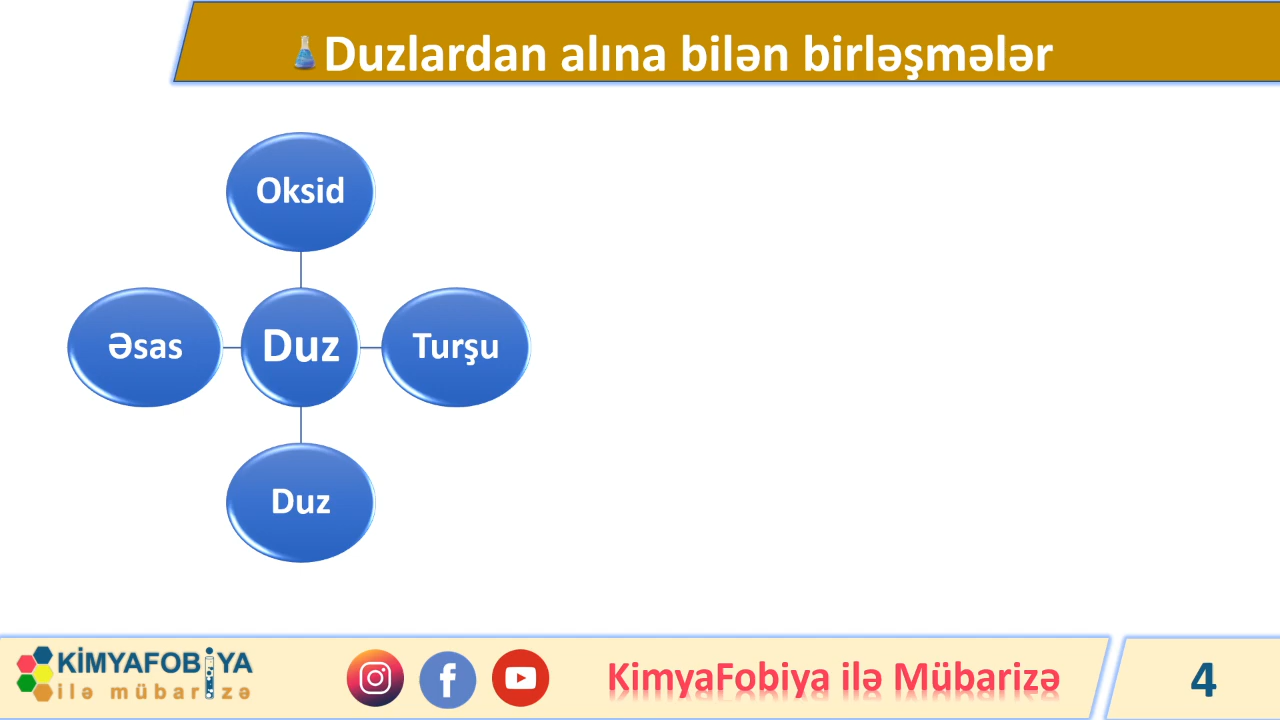 Duzlardan alına bilən birləşmələr
Oksid
Əsas
Duz
Turşu
Duz
KİMYAFOBİYA
ilə mübarizə
KimyaFobiya ilə Mübarizə
4